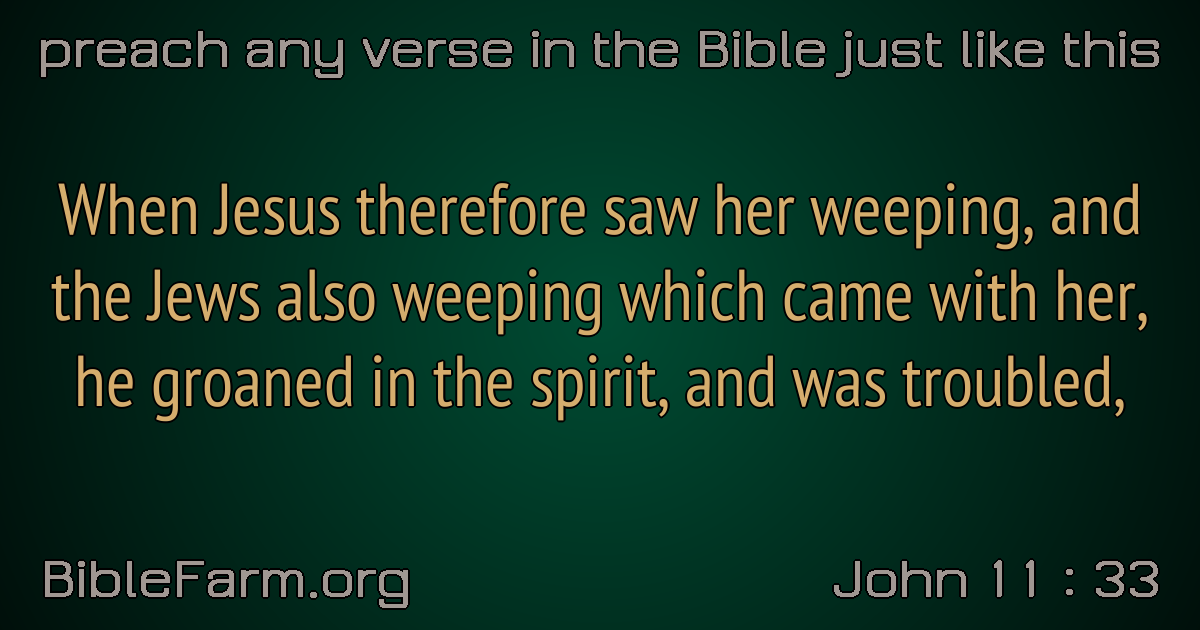 preach any verse in the Bible just like this
When Jesus therefore saw her weeping, and
the Jews also weeping which came with her,
he groaned in the spirit, and was troubled,
BibleFarm.org
John 11 : 33